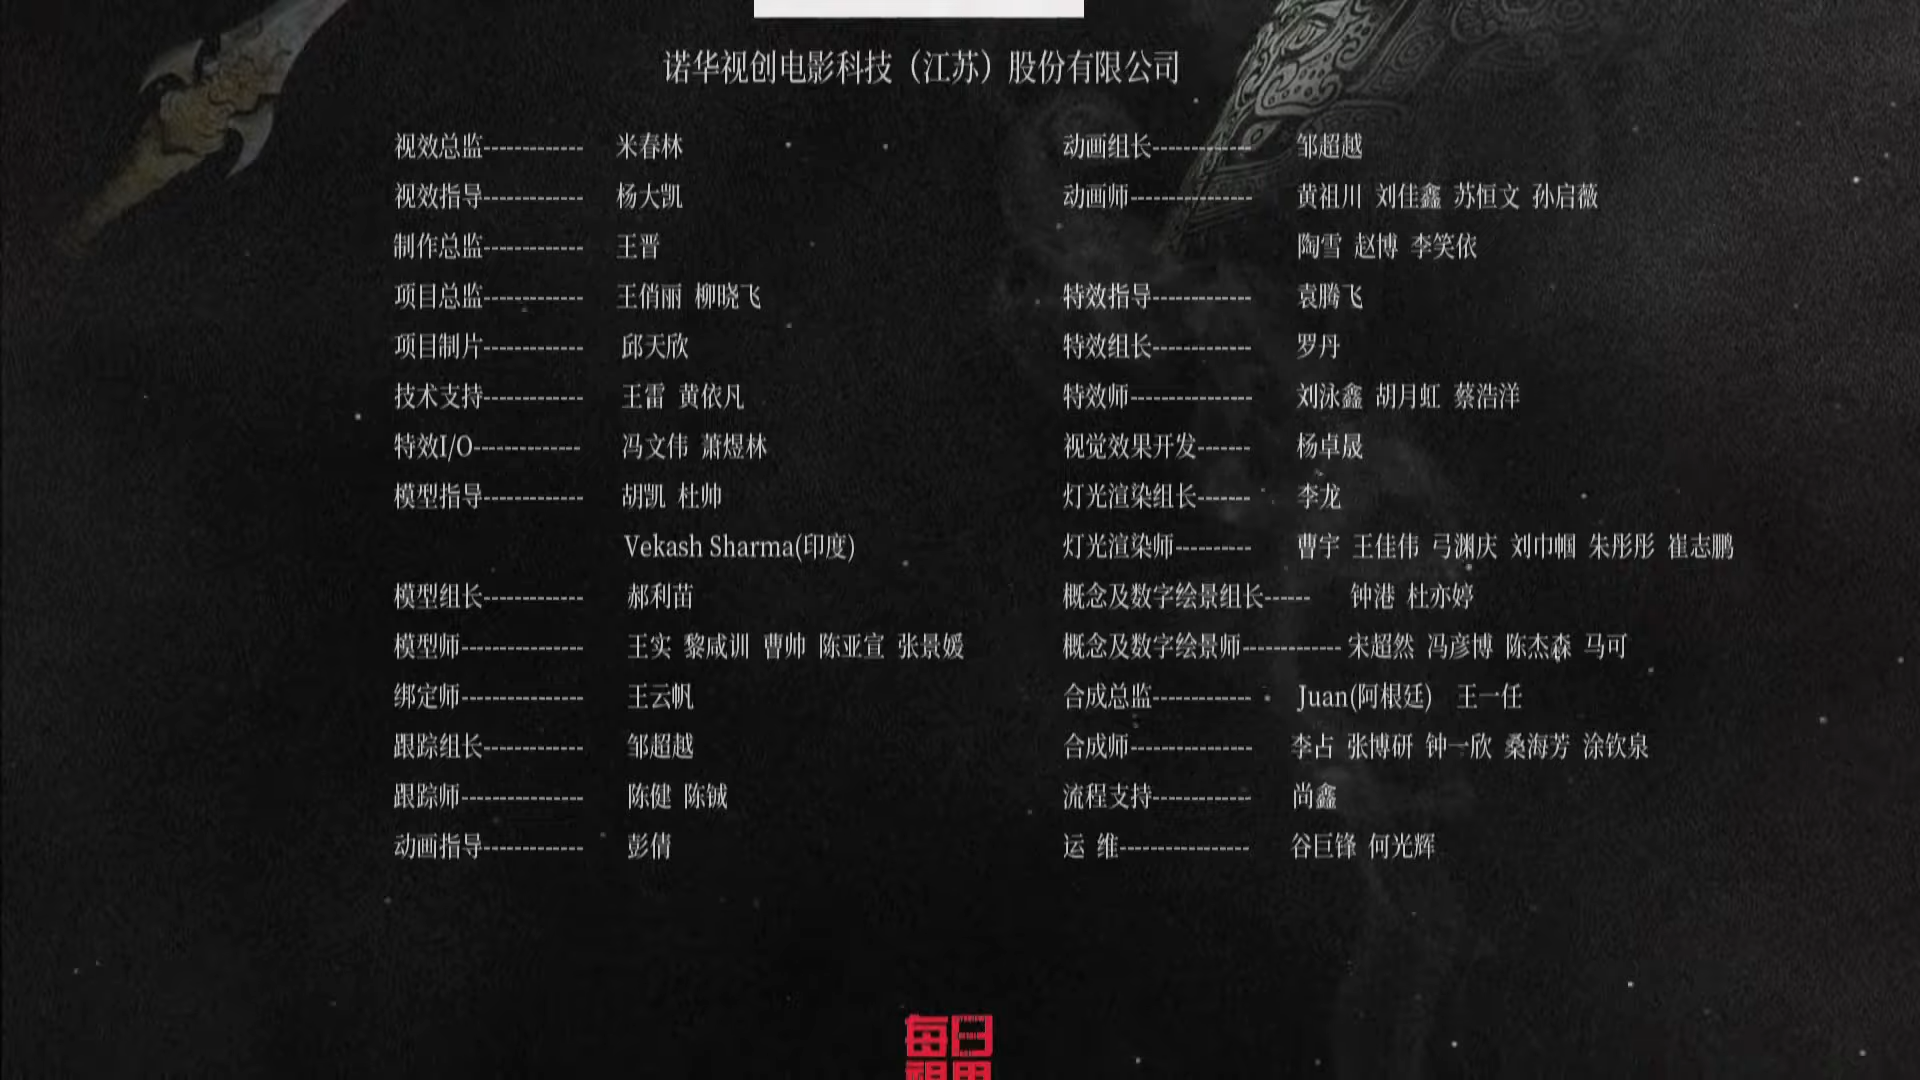 诺华视创电影科技（江苏）股份有限公司
视效总监------------ 米春林
视效指导------------ 杨大凯
制作总监------------ 王晋
项目总监------------ 王俏丽 柳晓飞
项目制片------------ 邱天欣
技术支持------------ 王雷 黄依凡
特效I/O------------- 冯文伟 萧煜林
模型指导------------ 胡凯 杜帅
Vekash Sharma(印度)
模型组长------------ 郝利苗
模型师--------------- 王实 黎咸训 曹帅 陈亚宣 张景媛
绑定师--------------- 王云帆
跟踪组长------------ 邹超越
跟踪师--------------- 陈健 陈铖
动画指导------------ 彭倩
动画组长------------ 邹超越
动画师--------------- 黄祖川 刘佳鑫 苏恒文 孙启薇
陶雪 赵博 李笑依
特效指导------------ 袁腾飞
特效组长------------ 罗丹
特效师--------------- 刘泳鑫 胡月虹 蔡浩洋
视觉效果开发------- 杨卓晟
灯光渲染组长------- 李龙
灯光渲染师---------- 曹宇 王佳伟 弓渊庆 刘巾帼 朱彤彤 崔志鹏
概念及数字绘景组长------ 钟港 杜亦婷
概念及数字绘景师------------- 宋超然 冯彦博 陈杰森 马可
合成总监------------ Juan(阿根廷) 王一任
合成师--------------- 李占 张博研 钟一欣 桑海芳 涂钦泉
流程支持------------ 尚鑫
运 维---------------- 谷巨锋 何光辉
每日